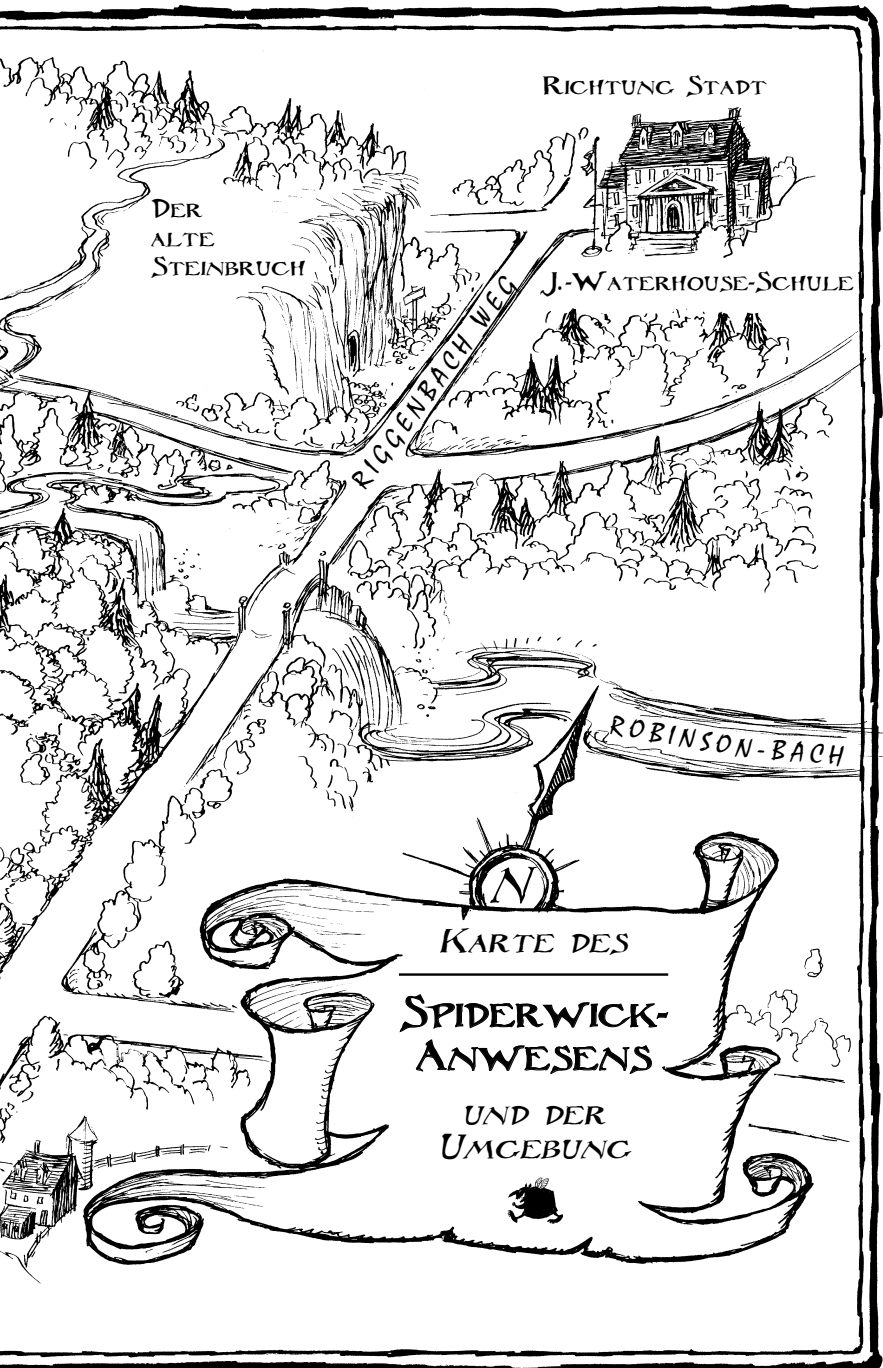 RICHTUNG STADT
DER
ALTE
STEINBRUCH
J.-WATERHOUSE-SCHULE
RIGGENBACH WEG
ROBINSON-BACH
N
KARTE DES
SPIDERWICK-
ANWESENS
UND DER
UMGEBUNG